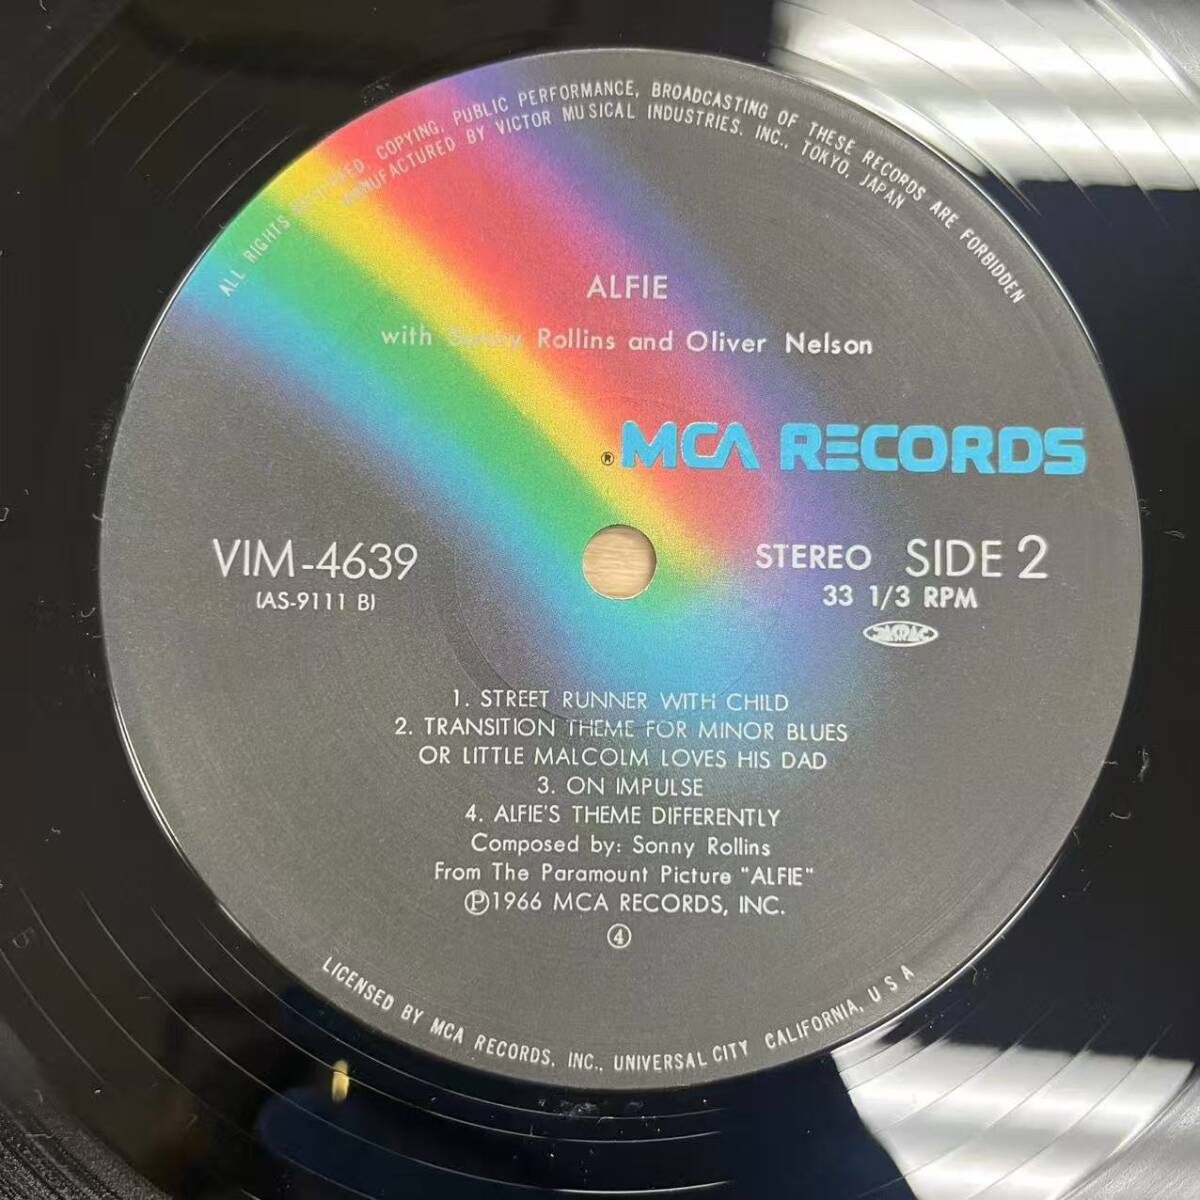 ALL RIGHTS RESERVED, COPYING, PUBLIC PERFORMANCE, BROADCASTING OF THESE RECORDS ARE FORBIDDEN
MANUFACTURED BY VICTOR MUSICAL INDUSTRIES, INC., TOKYO, JAPAN
ALFIE
with Sonny Rollins and Oliver Nelson
® MCA RECORDS
VIM-4639
(AS-9111 B)
STEREO SIDE 2
33 1/3 RPM
1. STREET RUNNER WITH CHILD
2. TRANSITION THEME FOR MINOR BLUES
OR LITTLE MALCOLM LOVES HIS DAD
3. ON IMPULSE
4. ALFIE'S THEME DIFFERENTLY
Composed by: Sonny Rollins
From The Paramount Picture "ALFIE"
Ⓟ1966 MCA RECORDS, INC.
④
LICENSED BY MCA RECORDS, INC., UNIVERSAL CITY CALIFORNIA, U S A